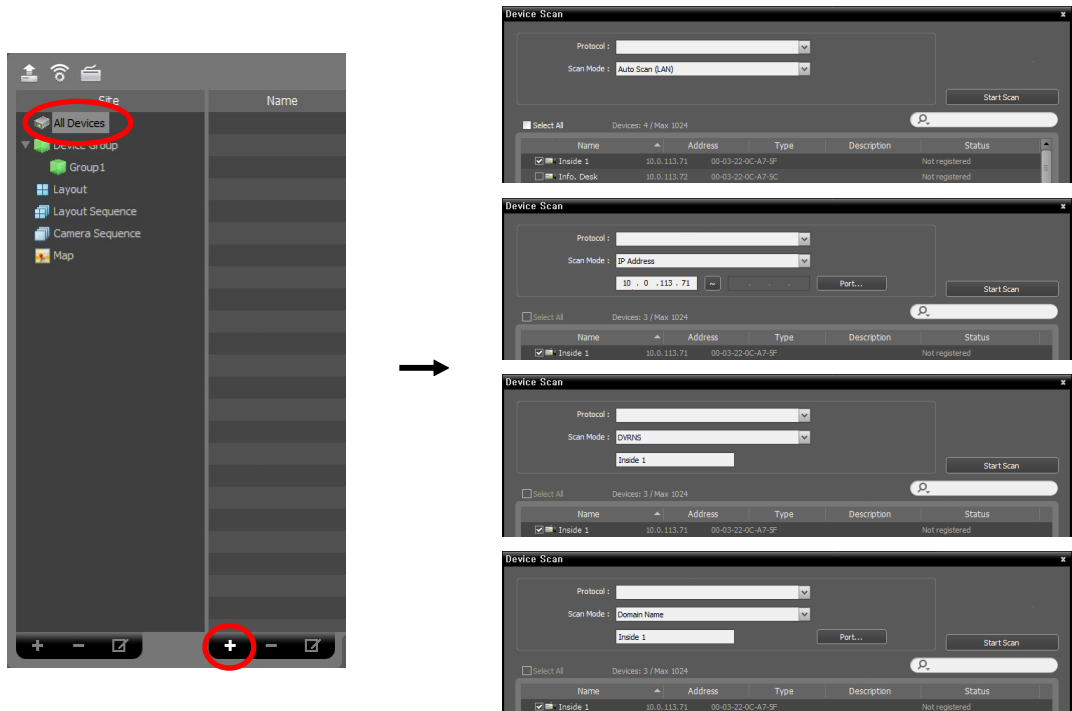 Site Name
All Devices
Device Group
Group1
Layout
Layout Sequence
Camera Sequence
Map
Device Scan x
Protocol :
Scan Mode : Auto Scan (LAN)
Start Scan
Select All Devices: 4 / Max 1024
Name Address Type Description Status
Inside 1 10.0.113.71 00-03-22-0C-A7-5F Not registered
Info. Desk 10.0.113.72 00-03-22-0C-A7-5C Not registered
Device Scan x
Protocol :
Scan Mode : IP Address
10 . 0 .113 . 71 ~ . . . Port...
Start Scan
Select All Devices: 3 / Max 1024
Name Address Type Description Status
Inside 1 10.0.113.71 00-03-22-0C-A7-5F Not registered
Device Scan x
Protocol :
Scan Mode : DVRNS
Inside 1
Start Scan
Select All Devices: 3 / Max 1024
Name Address Type Description Status
Inside 1 10.0.113.71 00-03-22-0C-A7-5F Not registered
Device Scan x
Protocol :
Scan Mode : Domain Name
Inside 1 Port...
Start Scan
Select All Devices: 3 / Max 1024
Name Address Type Description Status
Inside 1 10.0.113.71 00-03-22-0C-A7-5F Not registered